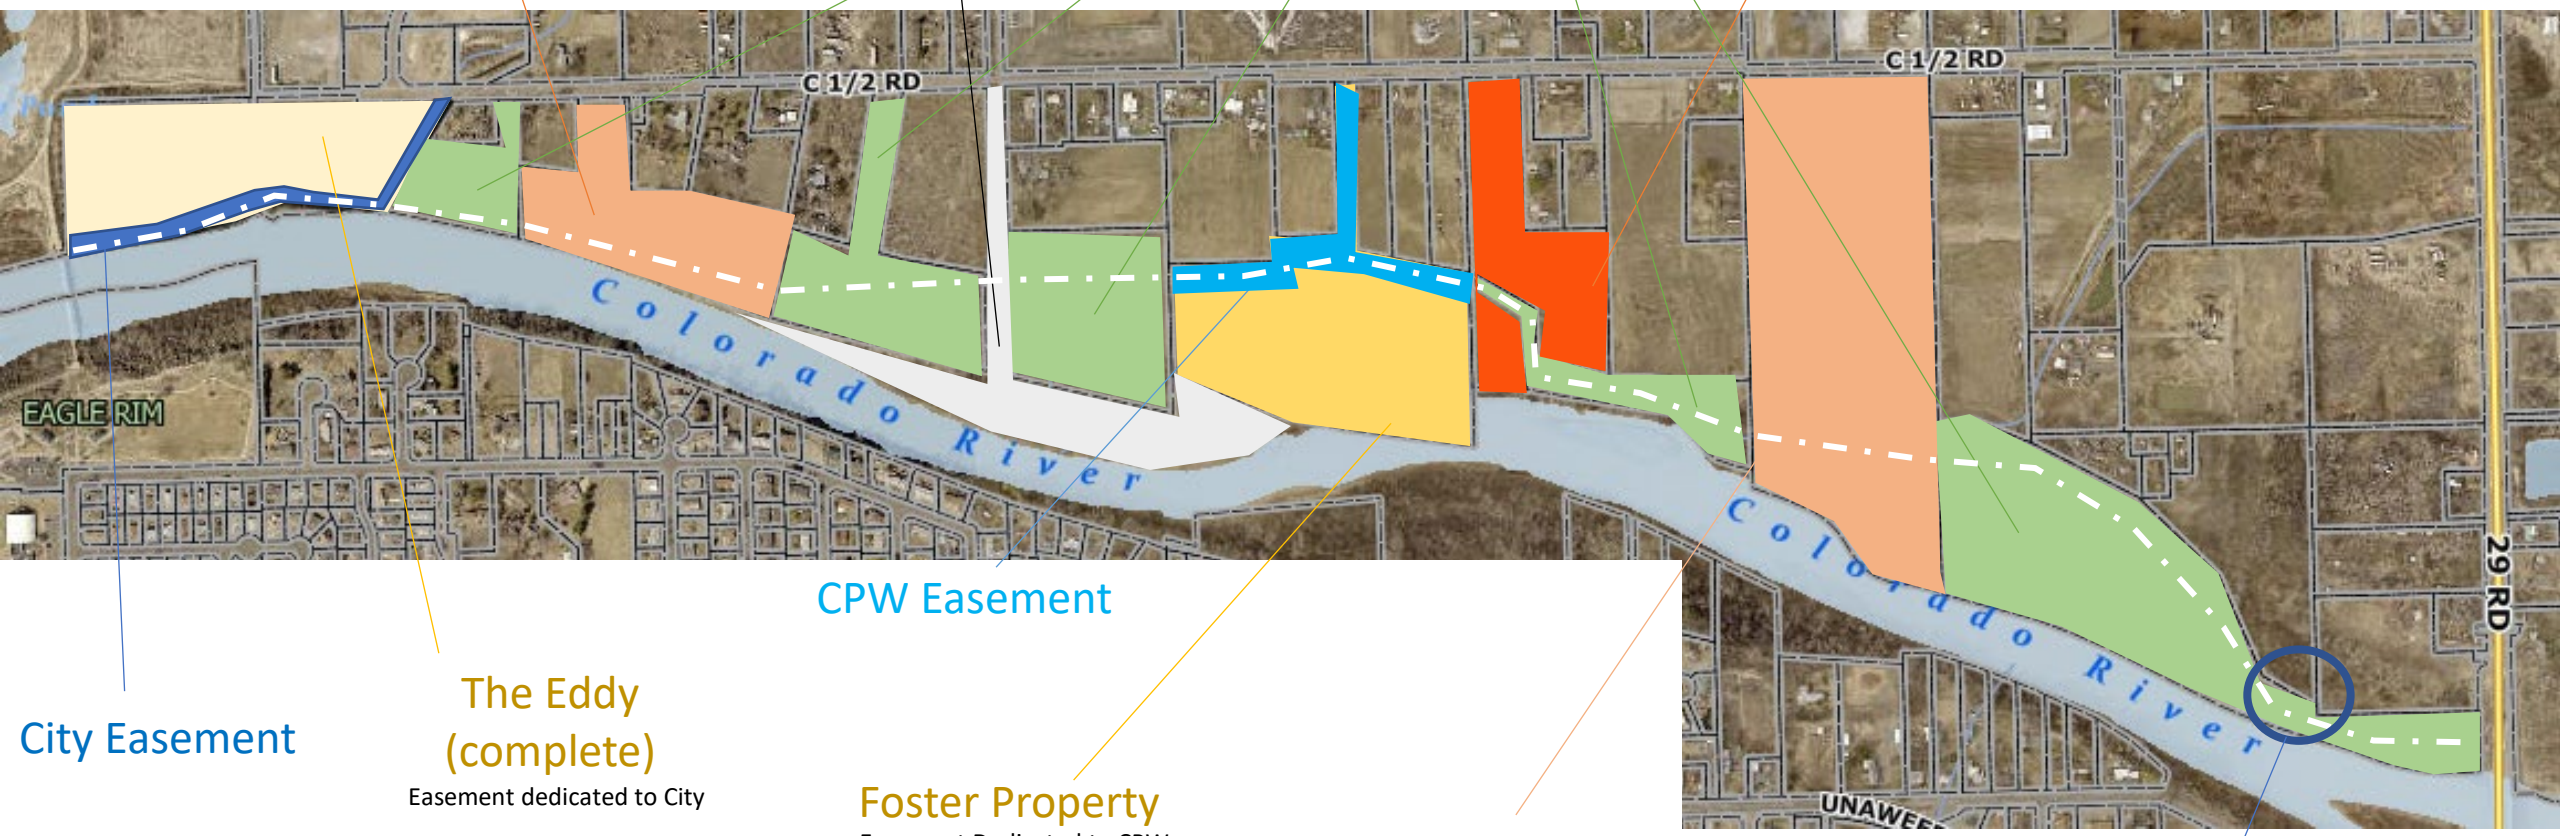 C 1/2 RD
C 1/2 RD
Colorado River
EAGLE RIM
Colorado River
29 RD
CPW Easement
The Eddy
(complete)
Easement dedicated to City
City Easement
Foster Property